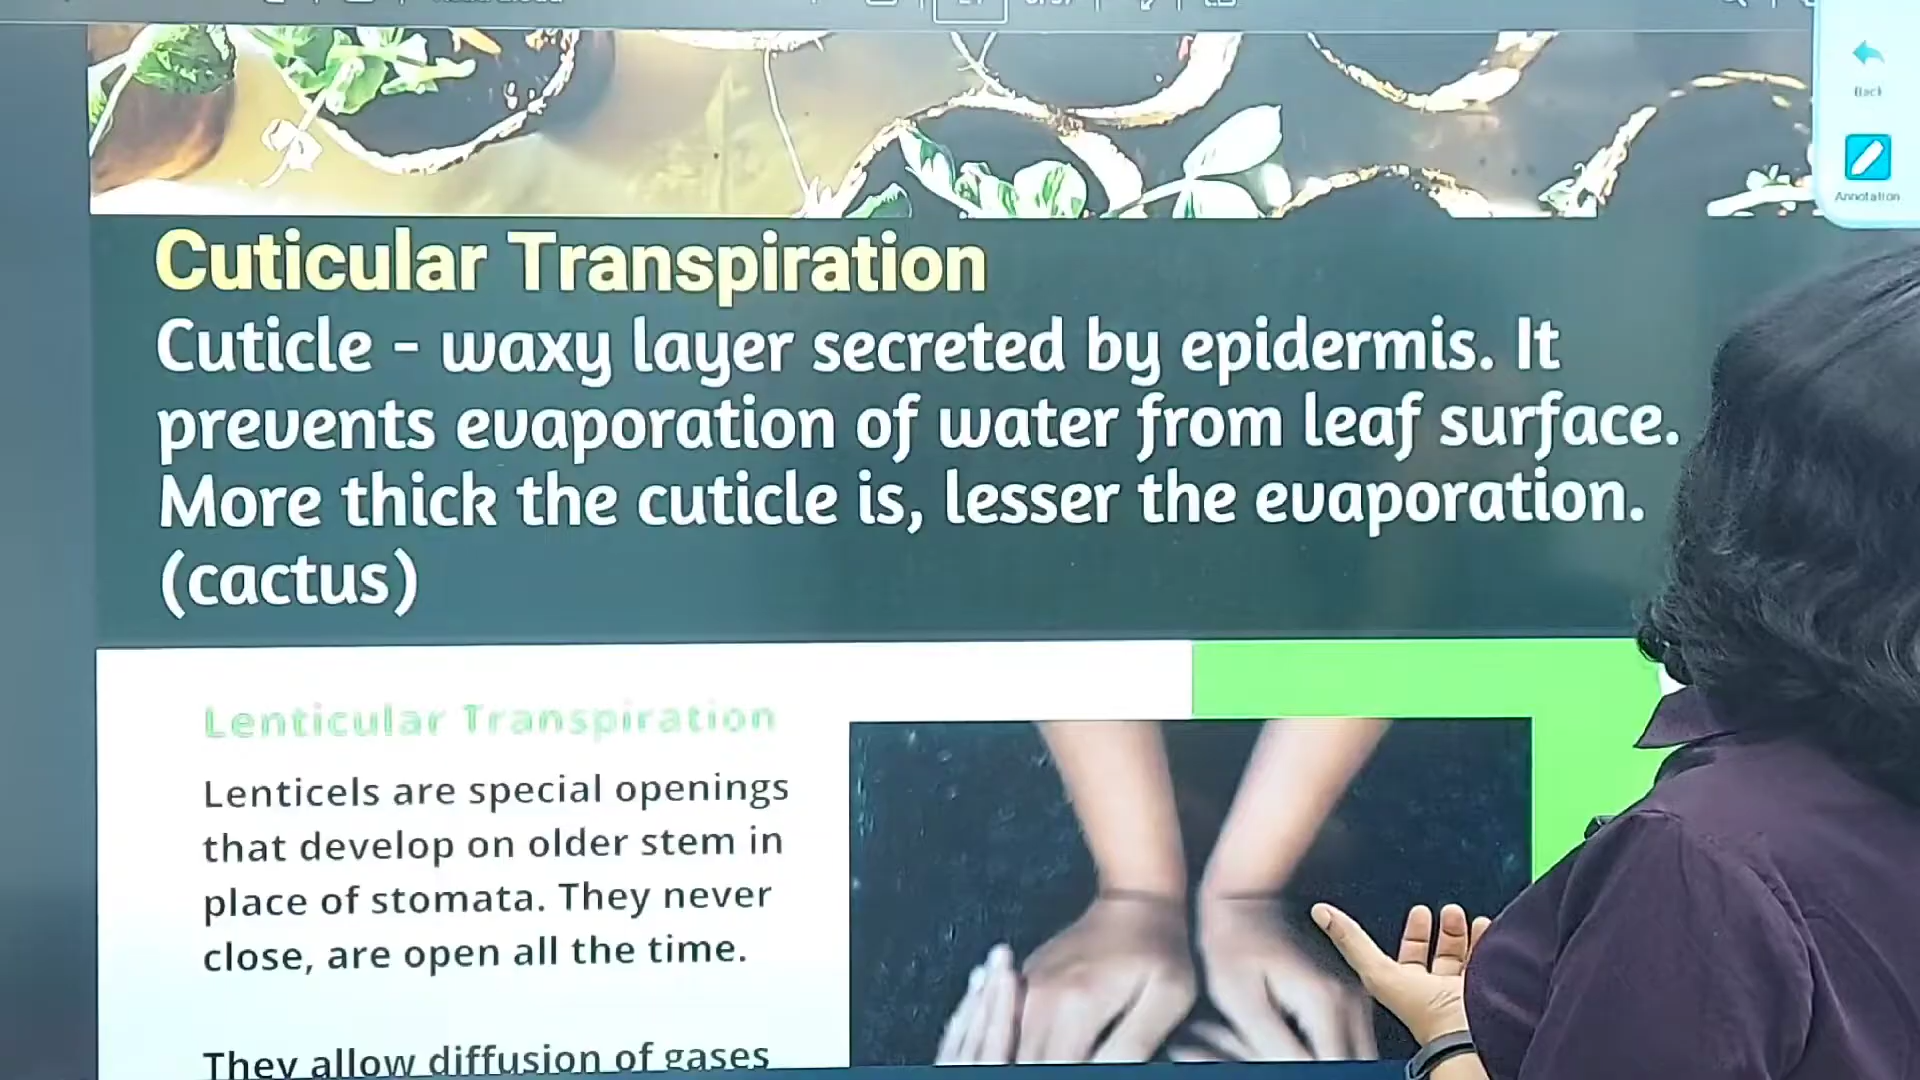 Back
Annotation
Cuticular Transpiration
Cuticle - waxy layer secreted by epidermis. It
prevents evaporation of water from leaf surface.
More thick the cuticle is, lesser the evaporation.
(cactus)
Lenticular Transpiration
Lenticels are special openings
that develop on older stem in
place of stomata. They never
close, are open all the time.
They allow diffusion of gases